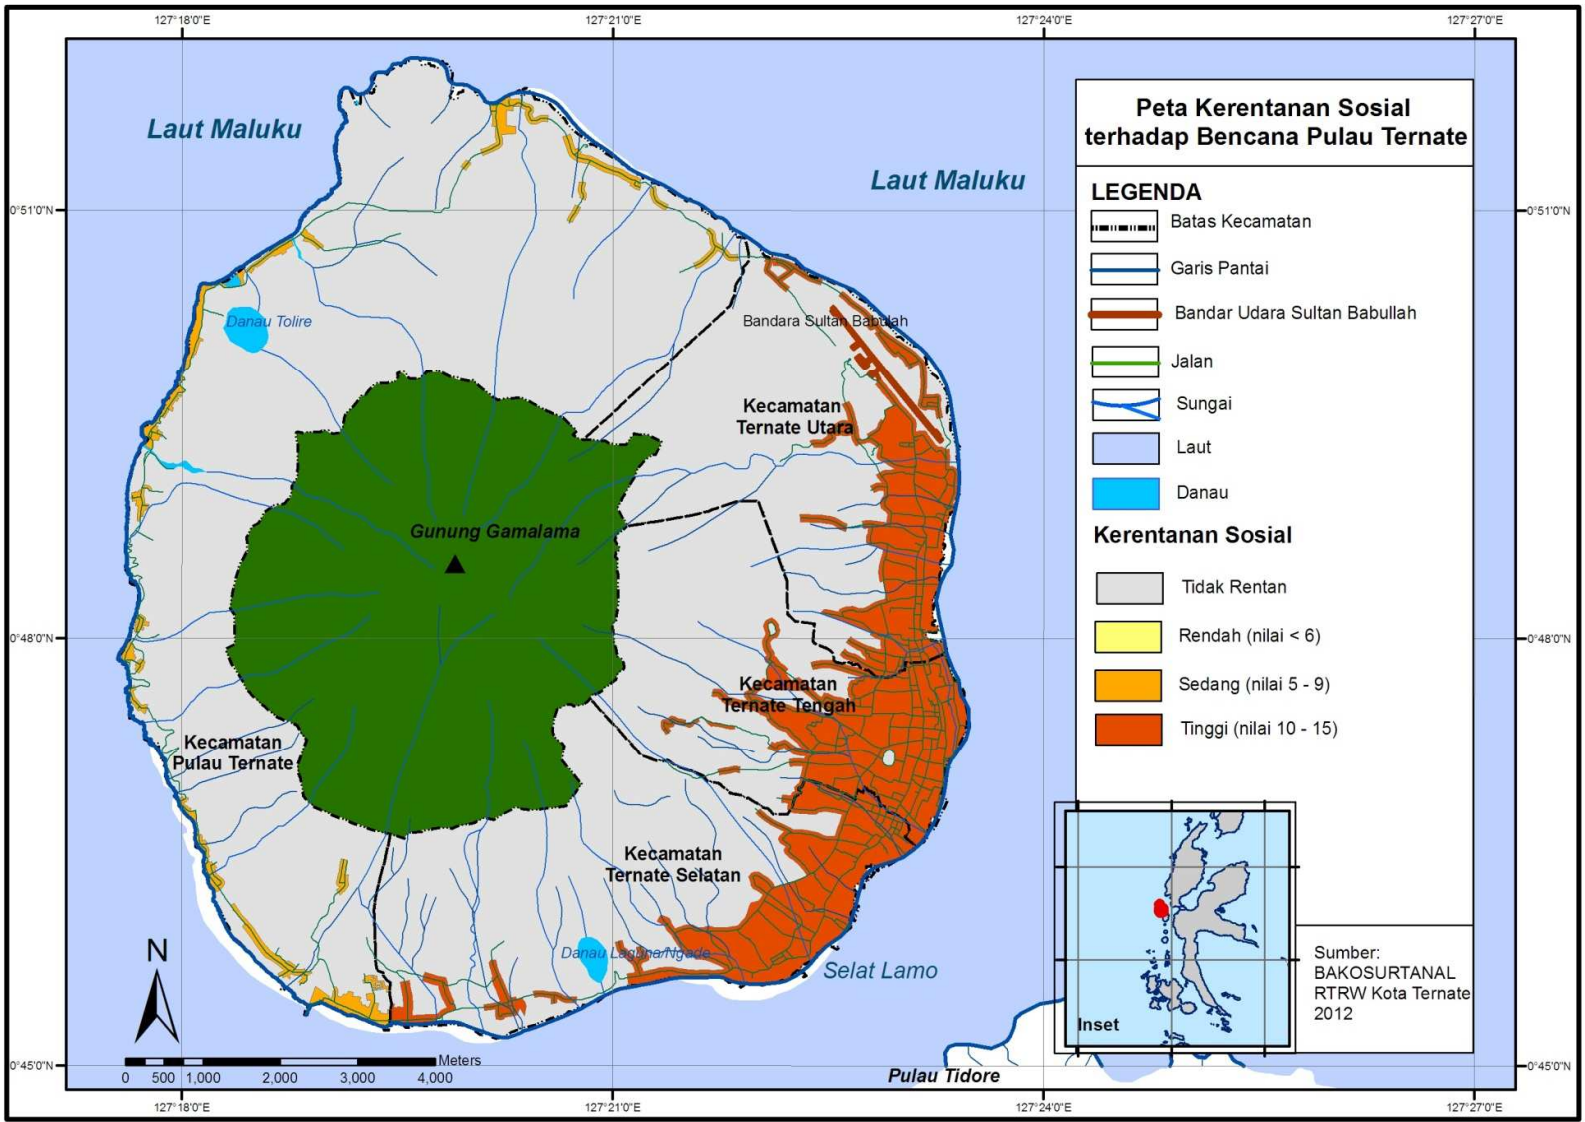 127°18'0"E
127°21'0"E
127°24'0"E
127°27'0"E
Laut Maluku
Laut Maluku
Peta Kerentanan Sosial
terhadap Bencana Pulau Ternate
LEGENDA
Batas Kecamatan
Garis Pantai
Bandar Udara Sultan Babullah
Jalan
Sungai
Laut
Danau
Kerentanan Sosial
Tidak Rentan
Rendah (nilai < 6)
Sedang (nilai 5 - 9)
Tinggi (nilai 10 - 15)
0°51'0"N
0°51'0"N
Danau Tolire
Bandara Sultan Babulah
Kecamatan
Ternate Utara
Gunung Gamalama
0°48'0"N
0°48'0"N
Kecamatan
Ternate Tengah
Kecamatan
Pulau Ternate
Kecamatan
Ternate Selatan
Danau Laguna/Ngade
Selat Lamo
N
Meters
0 500 1,000 2,000 3,000 4,000
Inset
Sumber:
BAKOSURTANAL
RTRW Kota Ternate
2012
0°45'0"N
0°45'0"N
Pulau Tidore
127°18'0"E
127°21'0"E
127°24'0"E
127°27'0"E